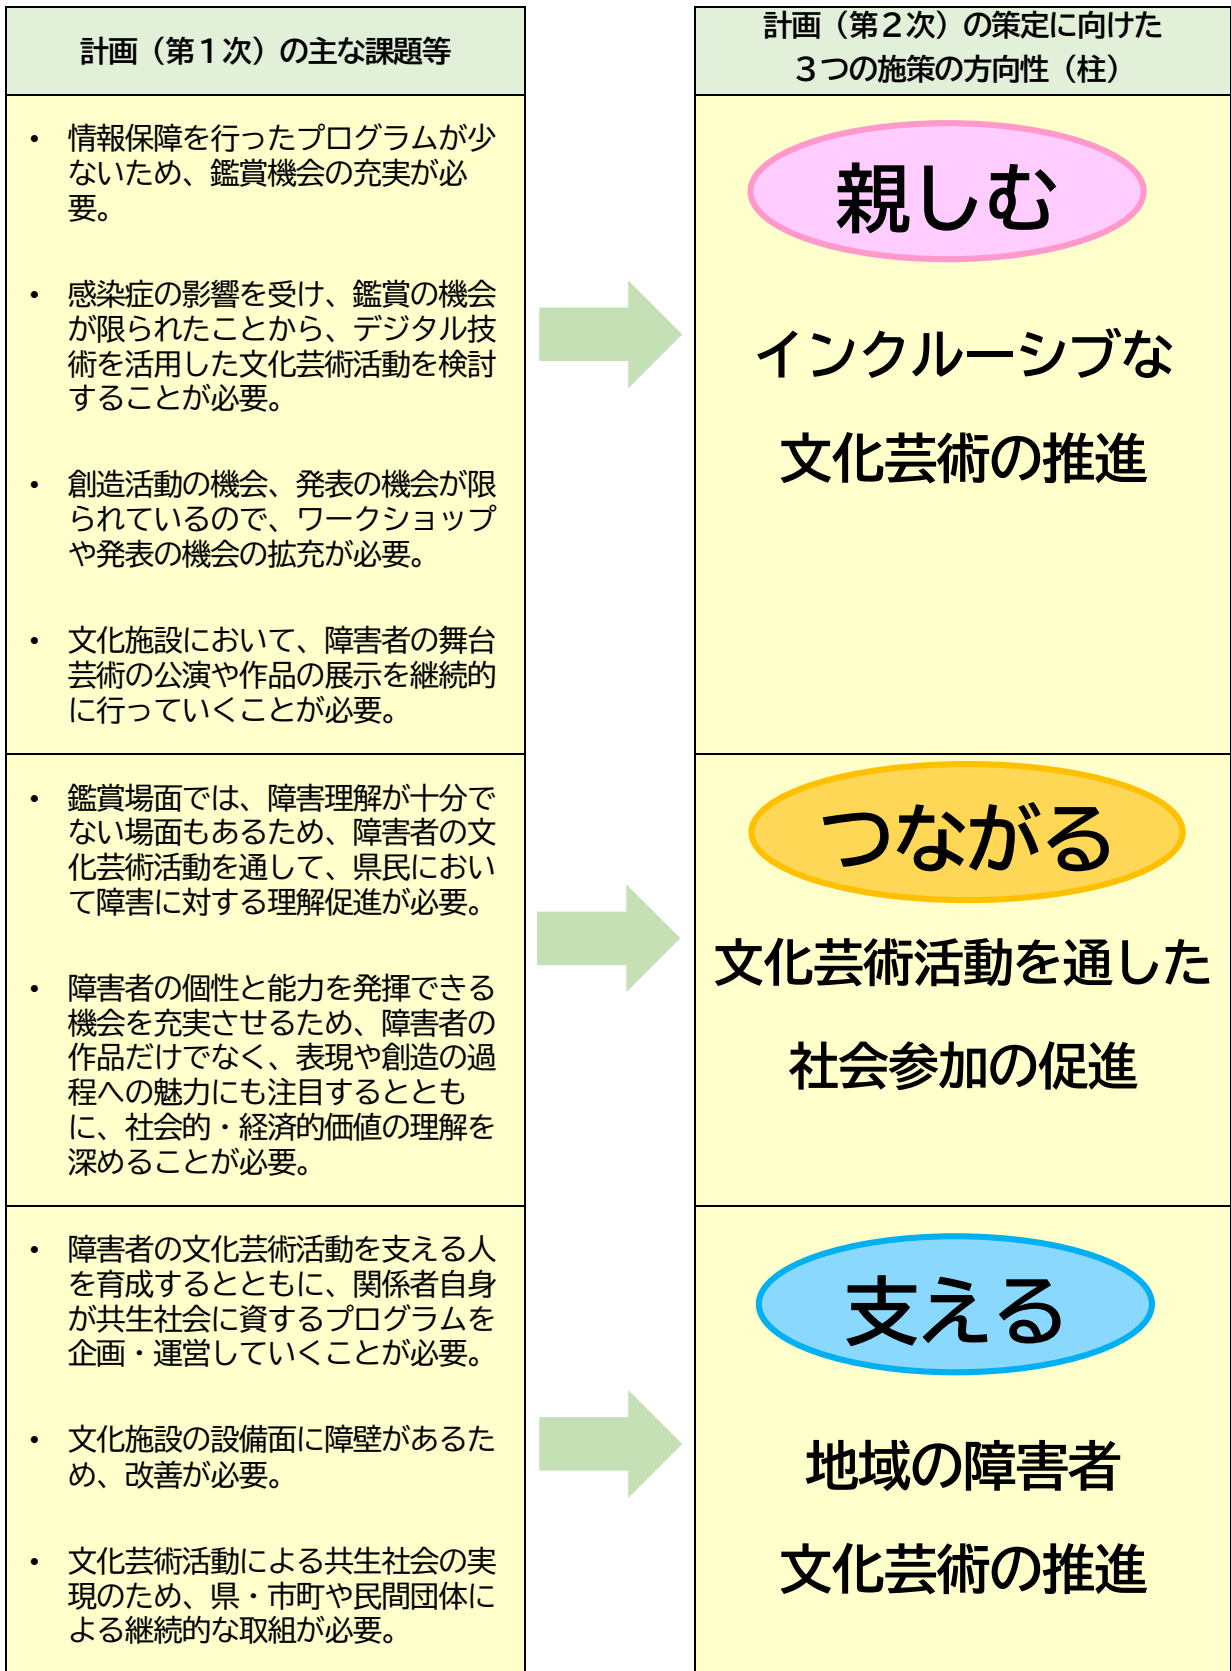 計画（第１次）の主な課題等
・ 情報保障を行ったプログラムが少
ないため、鑑賞機会の充実が必
要。
・ 感染症の影響を受け、鑑賞の機会
が限られたことから、デジタル技
術を活用した文化芸術活動を検討
することが必要。
・ 創造活動の機会、発表の機会が限
られているので、ワークショップ
や発表の機会の拡充が必要。
・ 文化施設において、障害者の舞台
芸術の公演や作品の展示を継続的
に行っていくことが必要。
・ 鑑賞場面では、障害理解が十分で
ない場面もあるため、障害者の文
化芸術活動を通して、県民におい
て障害に対する理解促進が必要。
・ 障害者の個性と能力を発揮できる
機会を充実させるため、障害者の
作品だけでなく、表現や創造の過
程への魅力にも注目するととも
に、社会的・経済的価値の理解を
深めることが必要。
・ 障害者の文化芸術活動を支える人
を育成するとともに、関係者自身
が共生社会に資するプログラムを
企画・運営していくことが必要。
・ 文化施設の設備面に障壁があるた
め、改善が必要。
・ 文化芸術活動による共生社会の実
現のため、県・市町や民間団体に
よる継続的な取組が必要。
計画（第２次）の策定に向けた
３つの施策の方向性（柱）
親しむ
インクルーシブな
文化芸術の推進
つながる
文化芸術活動を通した
社会参加の促進
支える
地域の障害者
文化芸術の推進